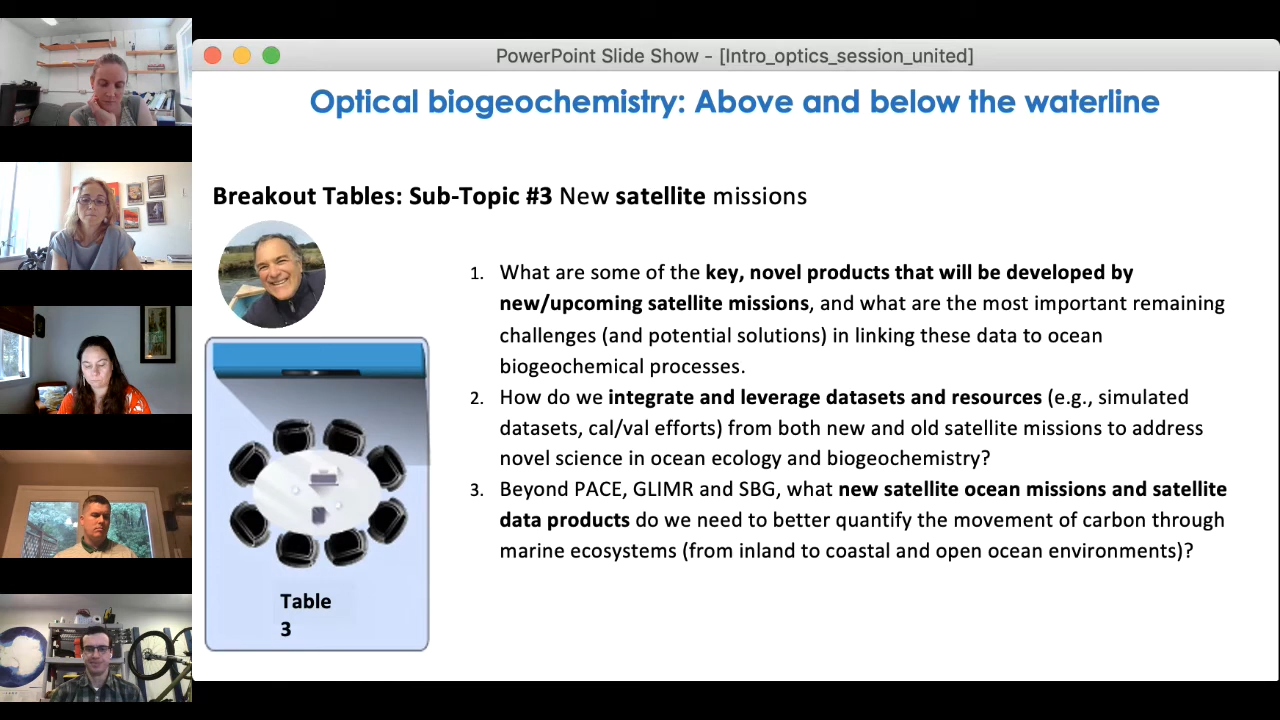 PowerPoint Slide Show - [Intro_optics_session_united]
Optical biogeochemistry: Above and below the waterline
Breakout Tables: Sub-Topic #3 New satellite missions
1. What are some of the key, novel products that will be developed by
new/upcoming satellite missions, and what are the most important remaining
challenges (and potential solutions) in linking these data to ocean
biogeochemical processes.
2. How do we integrate and leverage datasets and resources (e.g., simulated
datasets, cal/val efforts) from both new and old satellite missions to address
novel science in ocean ecology and biogeochemistry?
3. Beyond PACE, GLIMR and SBG, what new satellite ocean missions and satellite
data products do we need to better quantify the movement of carbon through
marine ecosystems (from inland to coastal and open ocean environments)?
Table
3